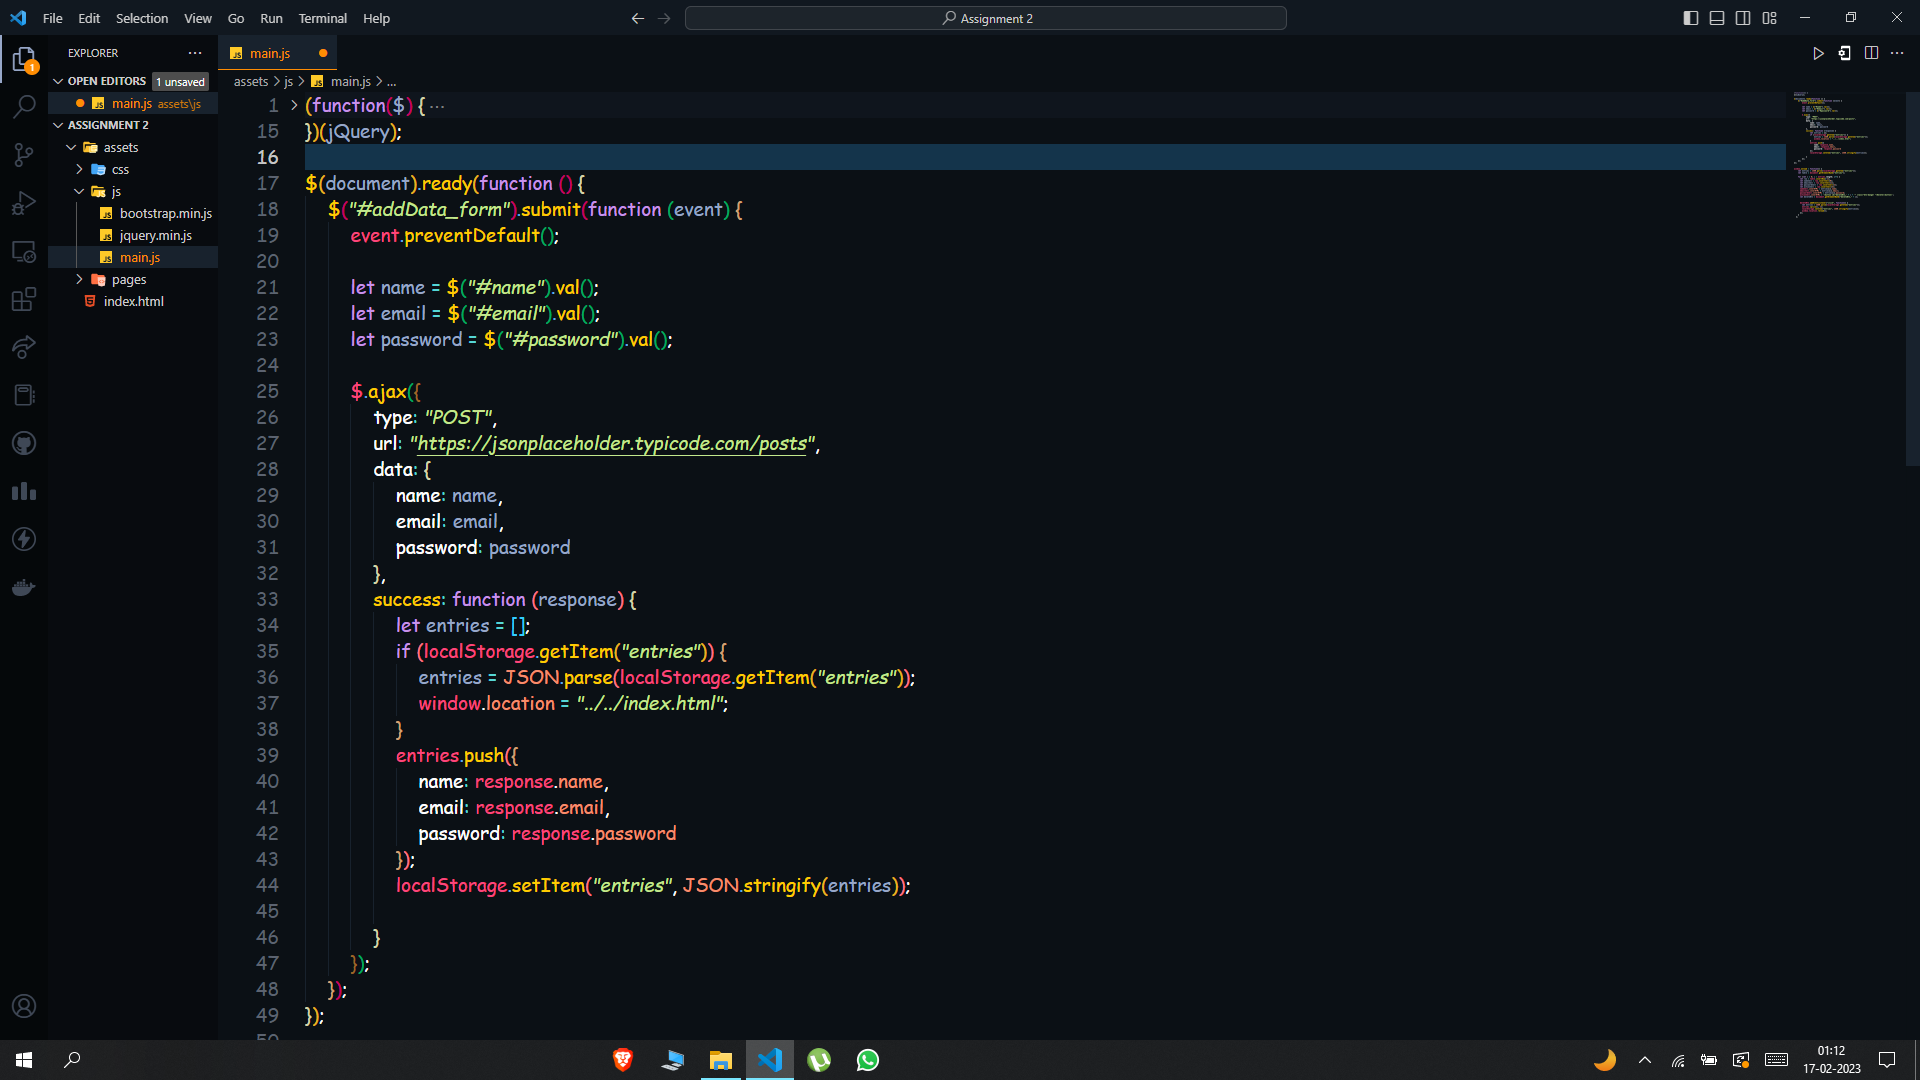 File Edit Selection View Go Run Terminal Help
Assignment 2
EXPLORER
OPEN EDITORS 1 unsaved
main.js assets\js
ASSIGNMENT 2
assets
css
js
bootstrap.min.js
jquery.min.js
main.js
pages
index.html
1
main.js
assets > js > main.js > ...
1 (function($) { ...
15 })(jQuery);
16
17 $(document).ready(function () {
18 $("#addData_form").submit(function (event) {
19 event.preventDefault();
20
21 let name = $("#name").val();
22 let email = $("#email").val();
23 let password = $("#password").val();
24
25 $.ajax({
26 type: "POST",
27 url: "https://jsonplaceholder.typicode.com/posts",
28 data: {
29 name: name,
30 email: email,
31 password: password
32 },
33 success: function (response) {
34 let entries = [];
35 if (localStorage.getItem("entries")) {
36 entries = JSON.parse(localStorage.getItem("entries"));
37 window.location = "../../index.html";
38 }
39 entries.push({
40 name: response.name,
41 email: response.email,
42 password: response.password
43 });
44 localStorage.setItem("entries", JSON.stringify(entries));
45
46 }
47 });
48 });
49 });
50
01:12
17-02-2023